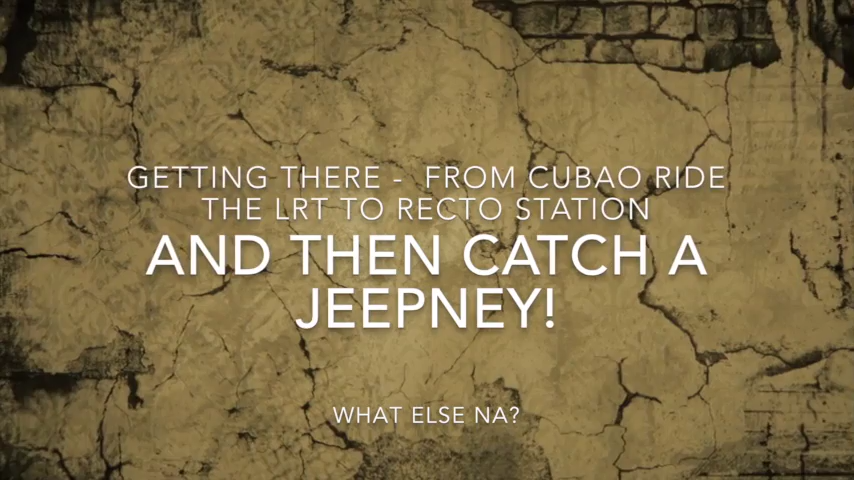 GETTING THERE - FROM CUBAO RIDE
THE LRT TO RECTO STATION
AND THEN CATCH A
JEEPNEY!
WHAT ELSE NA?